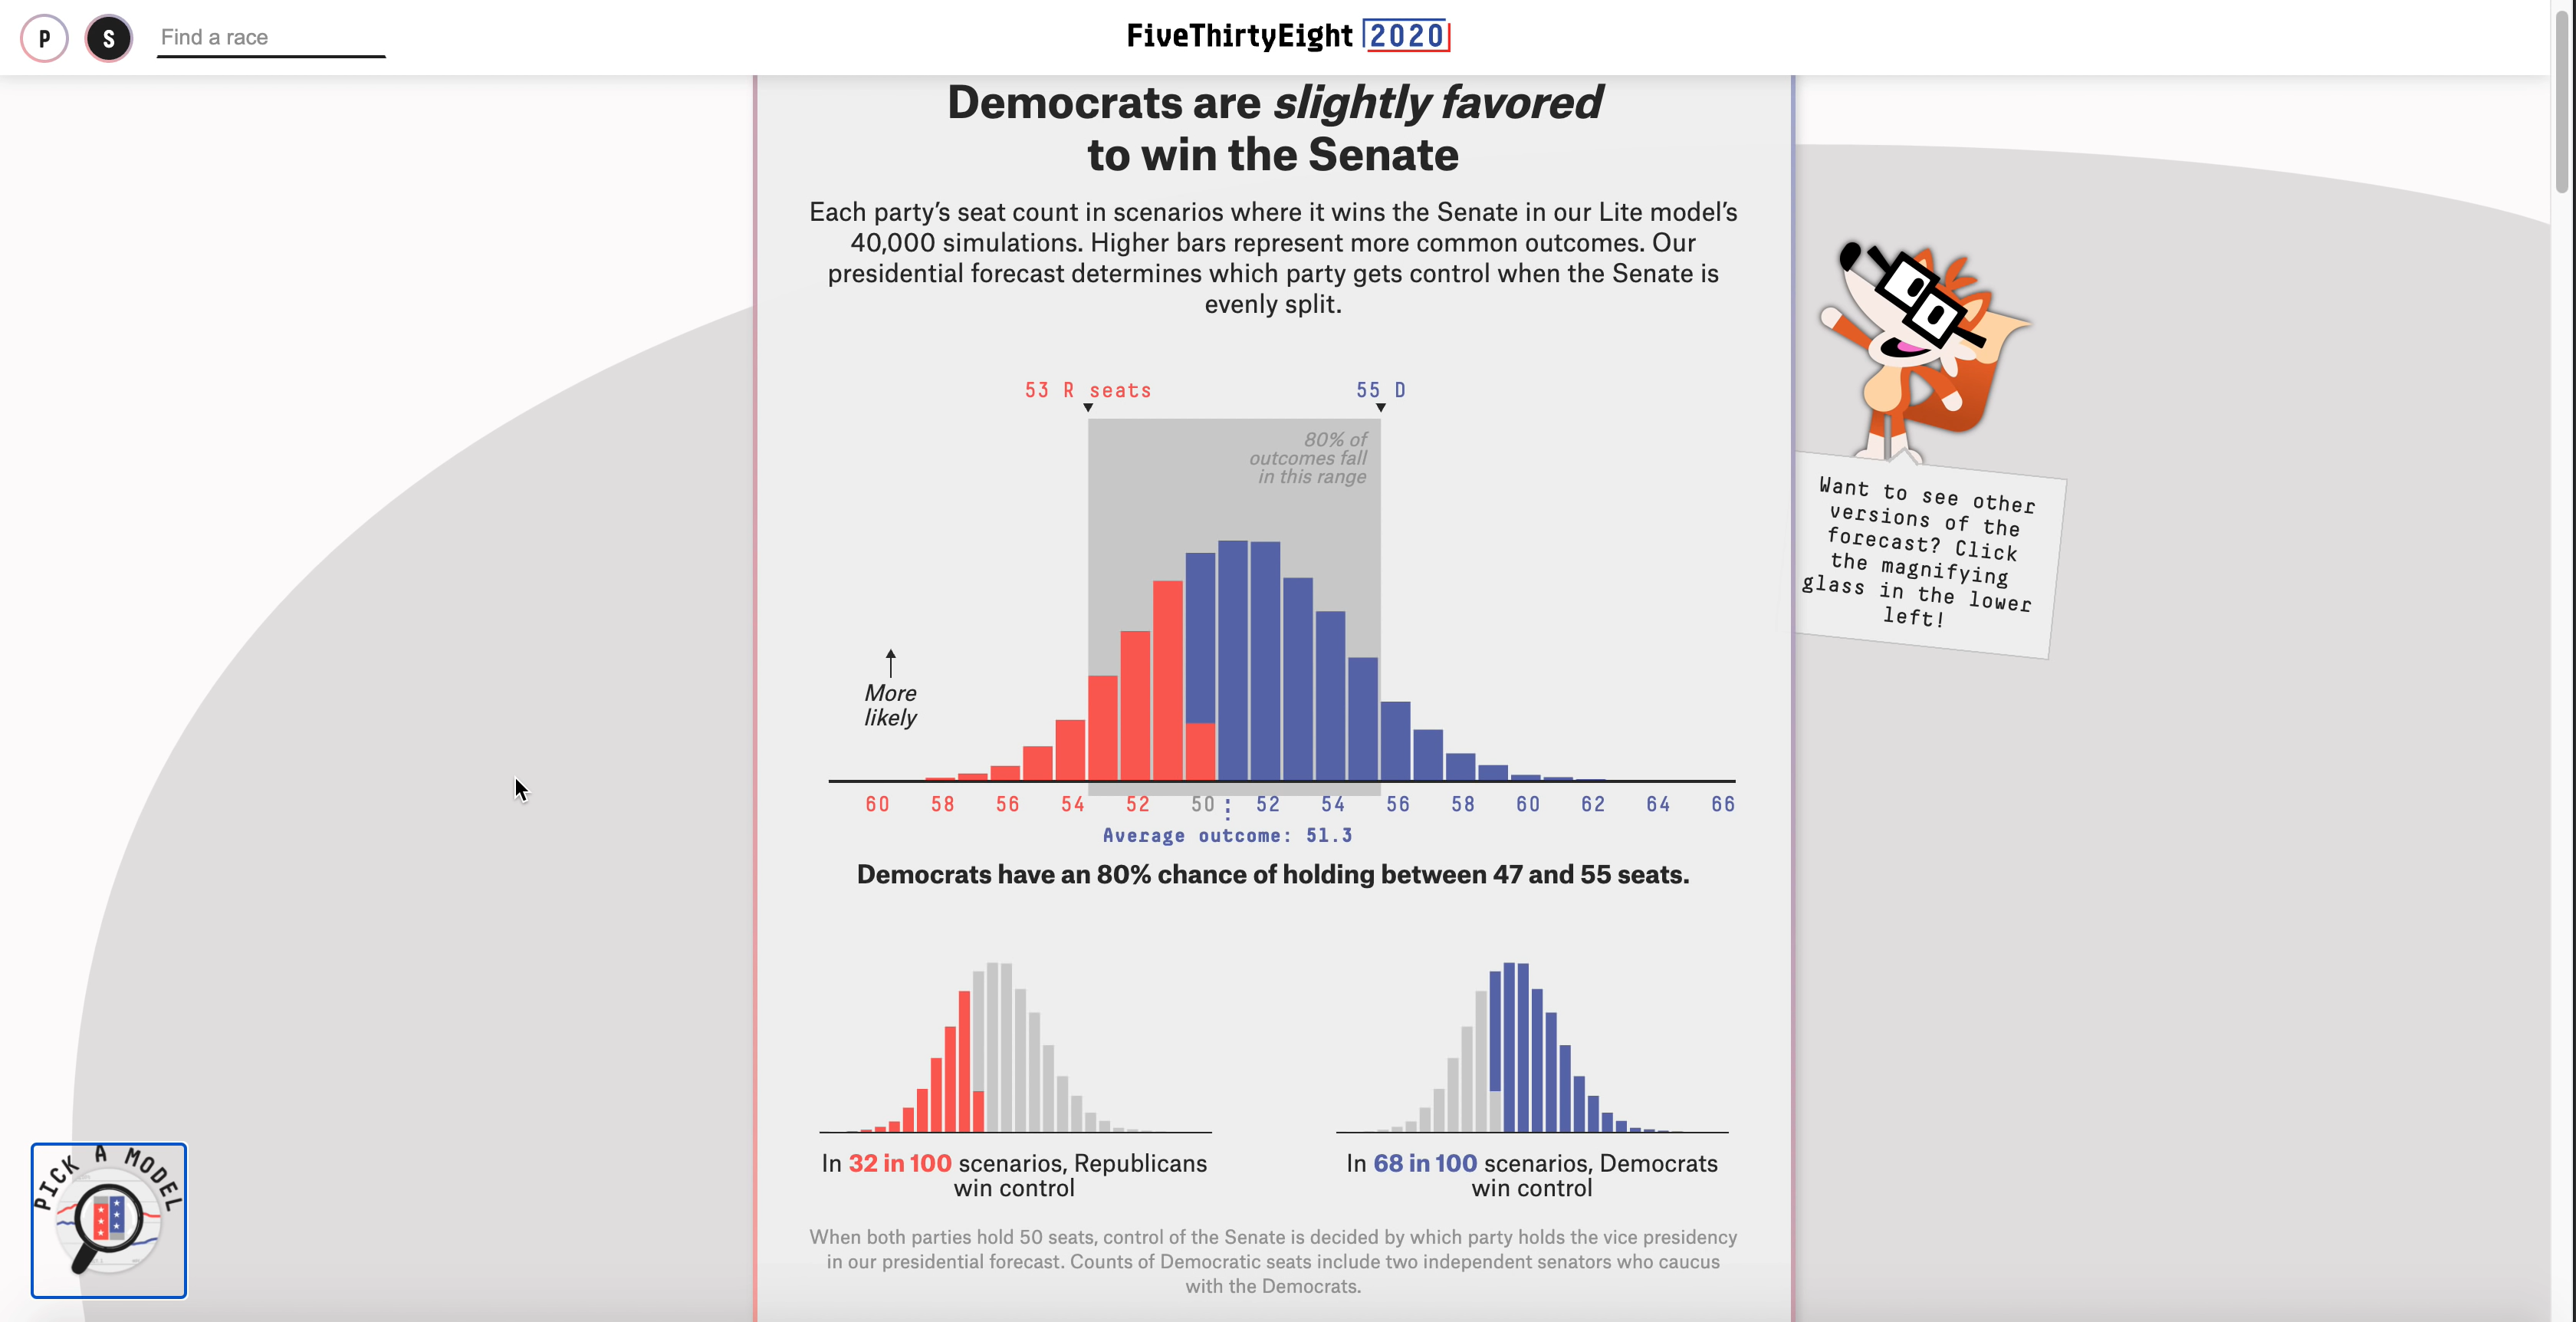 P S Find a race
FiveThirtyEight 2020
Democrats are slightly favored
to win the Senate
Each party’s seat count in scenarios where it wins the Senate in our Lite model’s
40,000 simulations. Higher bars represent more common outcomes. Our
presidential forecast determines which party gets control when the Senate is
evenly split.
53 R seats
55 D
80% of
outcomes fall
in this range
More
likely
60 58 56 54 52 50 52 54 56 58 60 62 64 66
Average outcome: 51.3
Democrats have an 80% chance of holding between 47 and 55 seats.
In 32 in 100 scenarios, Republicans
win control
In 68 in 100 scenarios, Democrats
win control
When both parties hold 50 seats, control of the Senate is decided by which party holds the vice presidency
in our presidential forecast. Counts of Democratic seats include two independent senators who caucus
with the Democrats.
Want to see other
versions of the
forecast? Click
the magnifying
glass in the lower
left!
PICK A MODEL